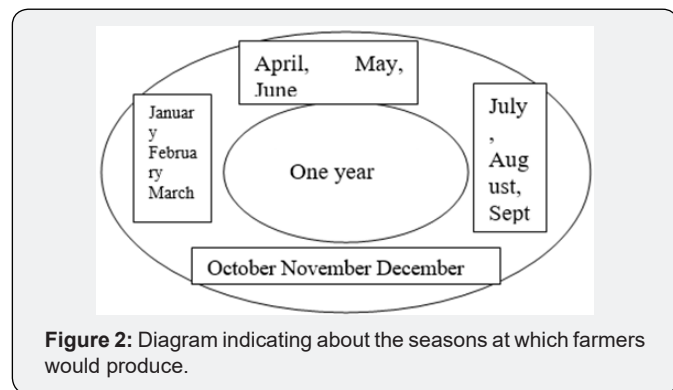 April, May,
June
Januar
y
Februa
ry
March
One year
July
,
Aug
ust,
Sept
October November December
Figure 2: Diagram indicating about the seasons at which farmers
would produce.